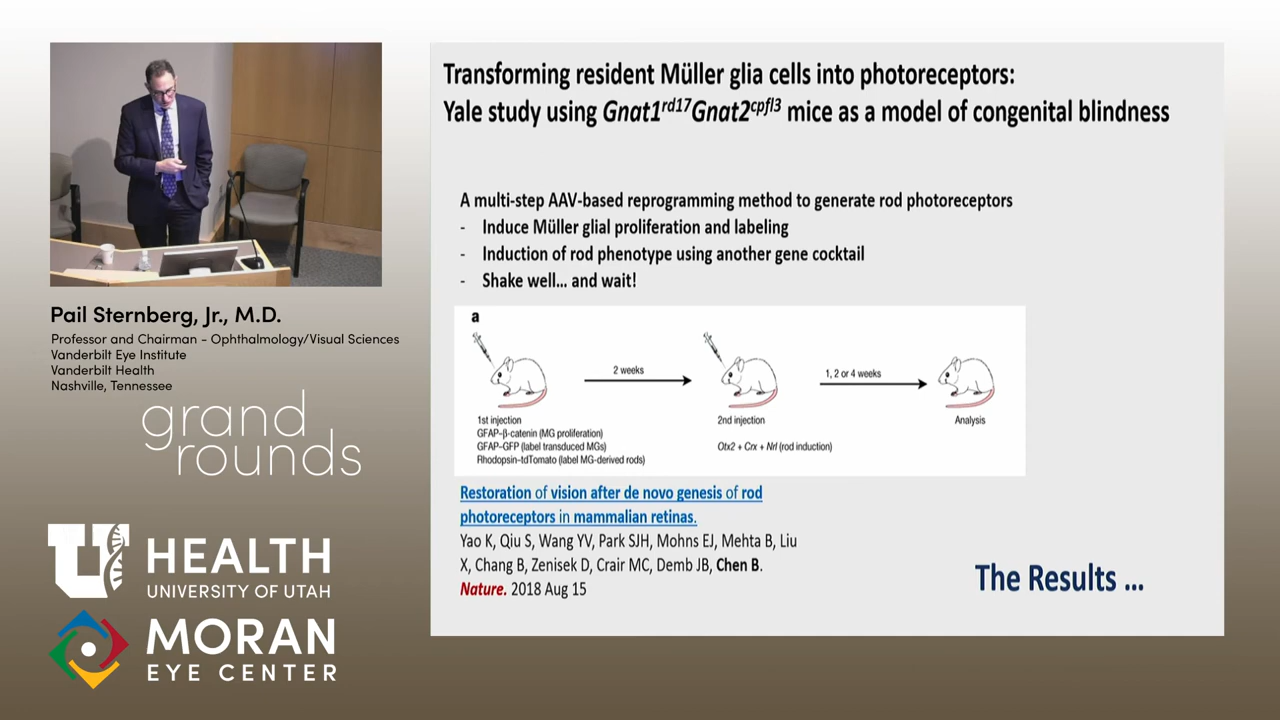 Transforming resident Müller glia cells into photoreceptors:
Yale study using Gnat1rd17Gnat2cpfl3 mice as a model of congenital blindness
A multi-step AAV-based reprogramming method to generate rod photoreceptors
- Induce Müller glial proliferation and labeling
- Induction of rod phenotype using another gene cocktail
- Shake well... and wait!
a
2 weeks
1, 2 or 4 weeks
1st injection
GFAP–β-catenin (MG proliferation)
GFAP–GFP (label transduced MGs)
Rhodopsin–tdTomato (label MG-derived rods)
2nd injection
Otx2 + Crx + Nrl (rod induction)
Analysis
Restoration of vision after de novo genesis of rod
photoreceptors in mammalian retinas.
Yao K, Qiu S, Wang YV, Park SJH, Mohns EJ, Mehta B, Liu
X, Chang B, Zenisek D, Crair MC, Demb JB, Chen B.
Nature. 2018 Aug 15
The Results ...
Pail Sternberg, Jr., M.D.
Professor and Chairman - Ophthalmology/Visual Sciences
Vanderbilt Eye Institute
Vanderbilt Health
Nashville, Tennessee
grand
rounds
U HEALTH
UNIVERSITY OF UTAH
MORAN
EYE CENTER